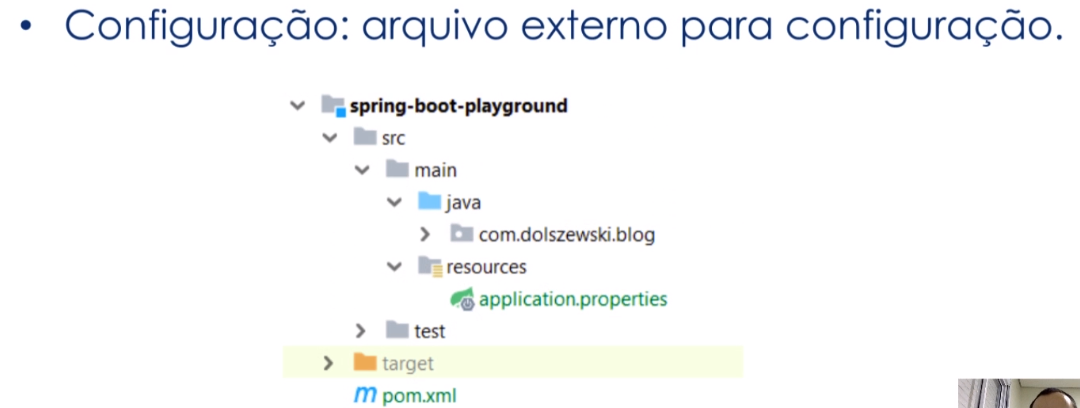 • Configuração: arquivo externo para configuração.
spring-boot-playground
src
main
java
com.dolszewski.blog
resources
application.properties
test
target
pom.xml